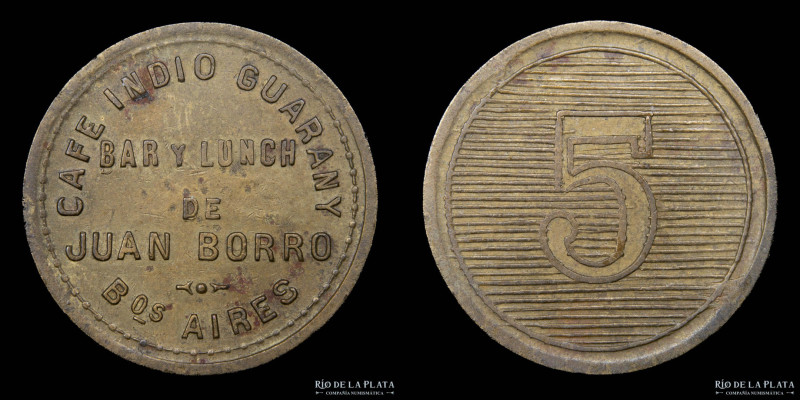 CAFE INDIO GUARANY
BAR Y LUNCH
DE
JUAN BORRO
Bos AIRES
5
RÍO DE LA PLATA
COMPAÑÍA NUMISMÁTICA
RÍO DE LA PLATA
COMPAÑÍA NUMISMÁTICA